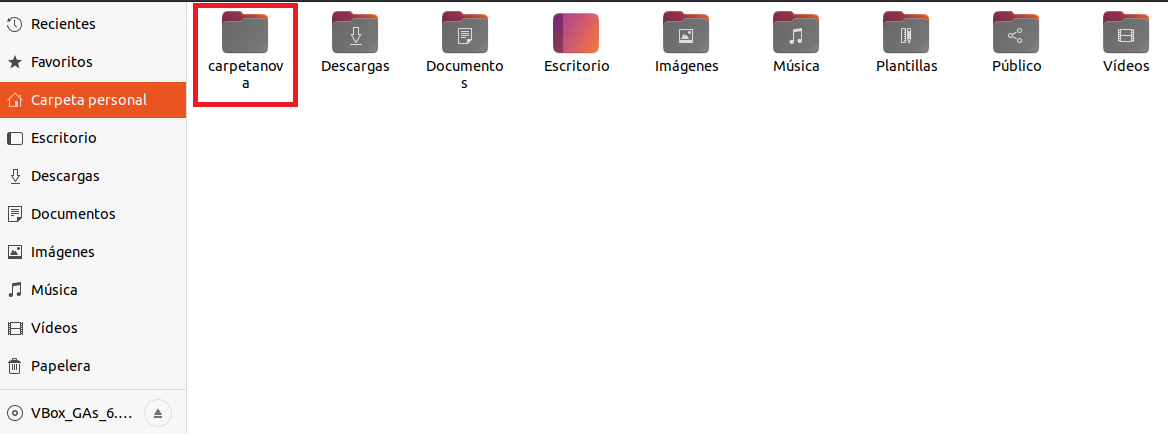 Recientes
Favoritos
Carpeta personal
Escritorio
Descargas
Documentos
Imágenes
Música
Vídeos
Papelera
VBox_GAs_6....
carpetanov
a
Descargas
Documento
s
Escritorio
Imágenes
Música
Plantillas
Público
Vídeos